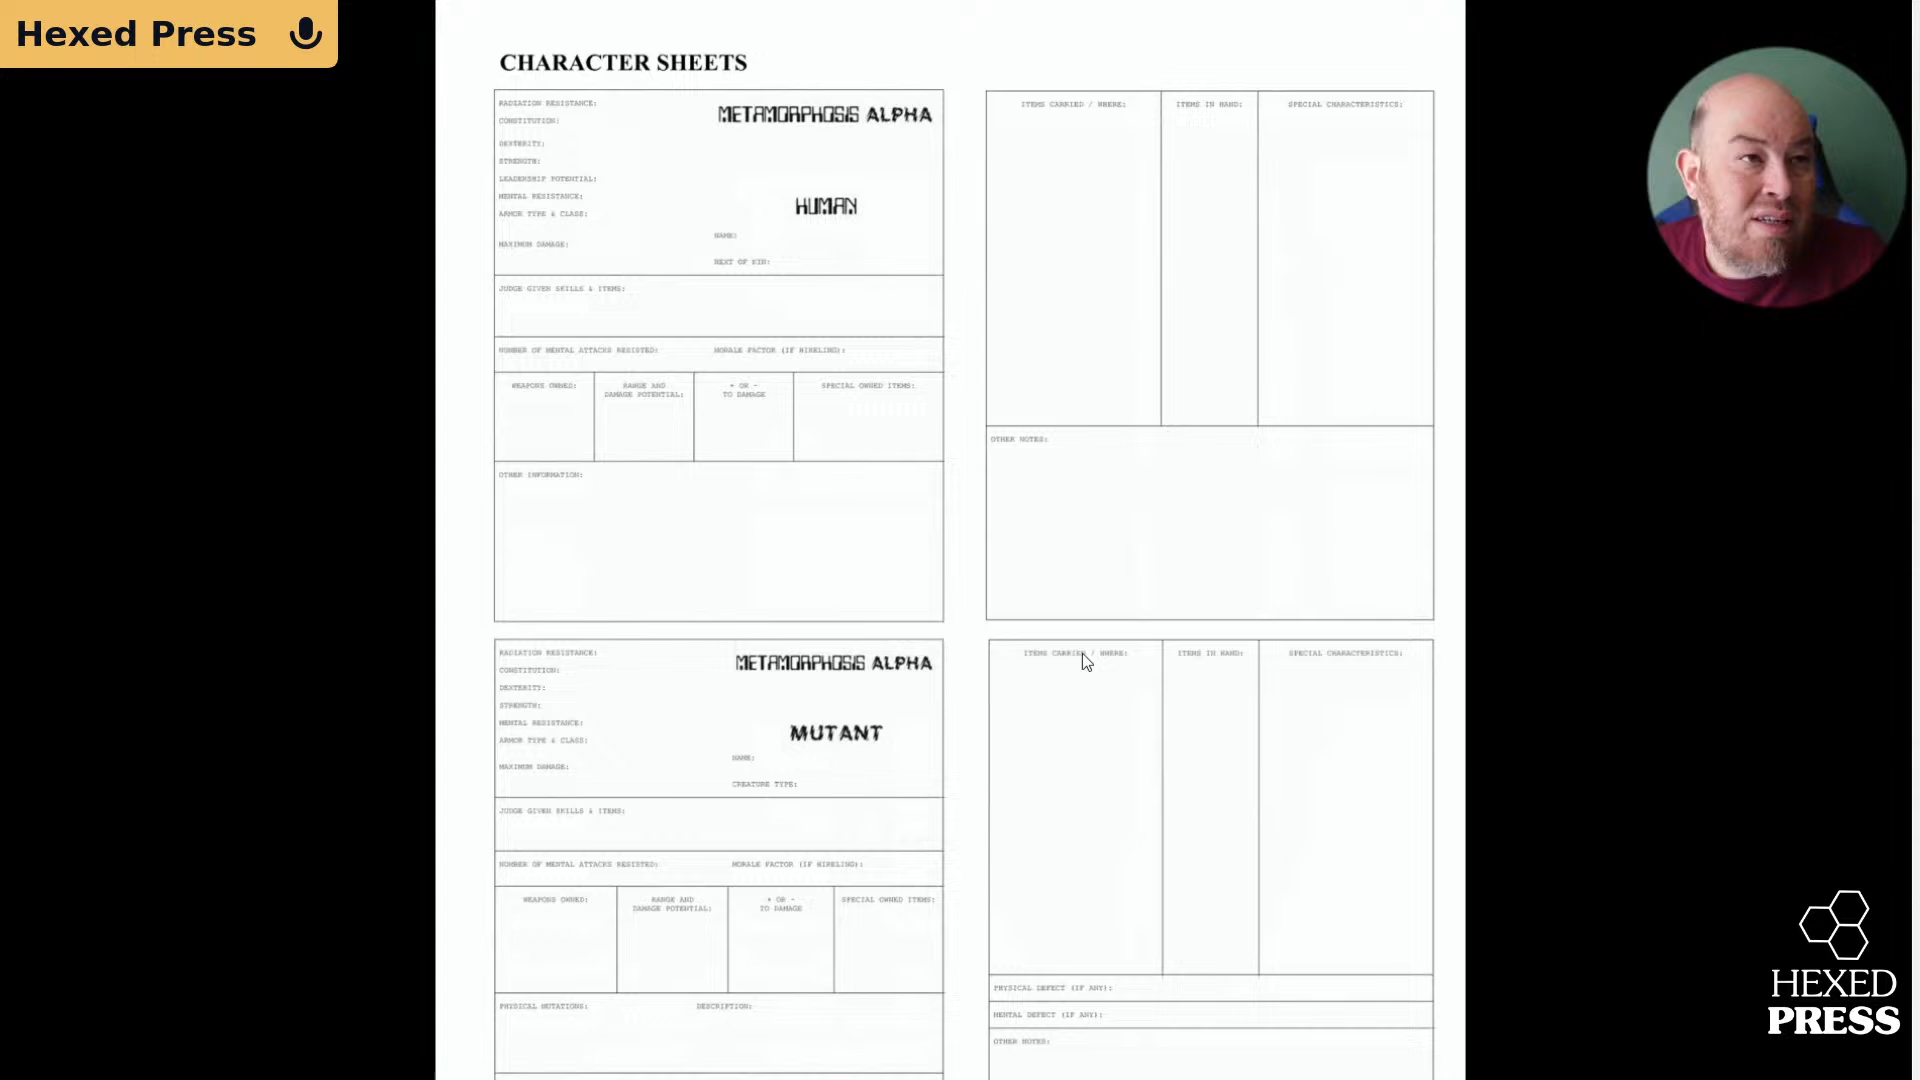 Hexed Press
CHARACTER SHEETS
RADIATION RESISTANCE:
METAMORPHOSIS ALPHA
CONSTITUTION:
DEXTERITY:
STRENGTH:
LEADERSHIP POTENTIAL:
MENTAL RESISTANCE:
HUMAN
ARMOR TYPE & CLASS:
NAME:
MAXIMUM DAMAGE:
NEXT OF KIN:
JUDGE GIVEN SKILLS & ITEMS:
NUMBER OF MENTAL ATTACKS RESISTED: MORALE FACTOR (IF HIRELING):
WEAPONS OWNED:
RANGE AND
DAMAGE POTENTIAL:
+ OR -
TO DAMAGE
SPECIAL OWNED ITEMS:
OTHER INFORMATION:
ITEMS CARRIED / WHERE:
ITEMS IN HAND:
SPECIAL CHARACTERISTICS:
OTHER NOTES:
RADIATION RESISTANCE:
METAMORPHOSIS ALPHA
CONSTITUTION:
DEXTERITY:
STRENGTH:
MENTAL RESISTANCE:
MUTANT
ARMOR TYPE & CLASS:
NAME:
MAXIMUM DAMAGE:
CREATURE TYPE:
JUDGE GIVEN SKILLS & ITEMS:
NUMBER OF MENTAL ATTACKS RESISTED: MORALE FACTOR (IF HIRELING):
WEAPONS OWNED:
RANGE AND
DAMAGE POTENTIAL:
+ OR -
TO DAMAGE
SPECIAL OWNED ITEMS:
PHYSICAL MUTATIONS: DESCRIPTION:
ITEMS CARRIED / WHERE:
ITEMS IN HAND:
SPECIAL CHARACTERISTICS:
PHYSICAL DEFECT (IF ANY):
MENTAL DEFECT (IF ANY):
OTHER NOTES:
HEXED
PRESS